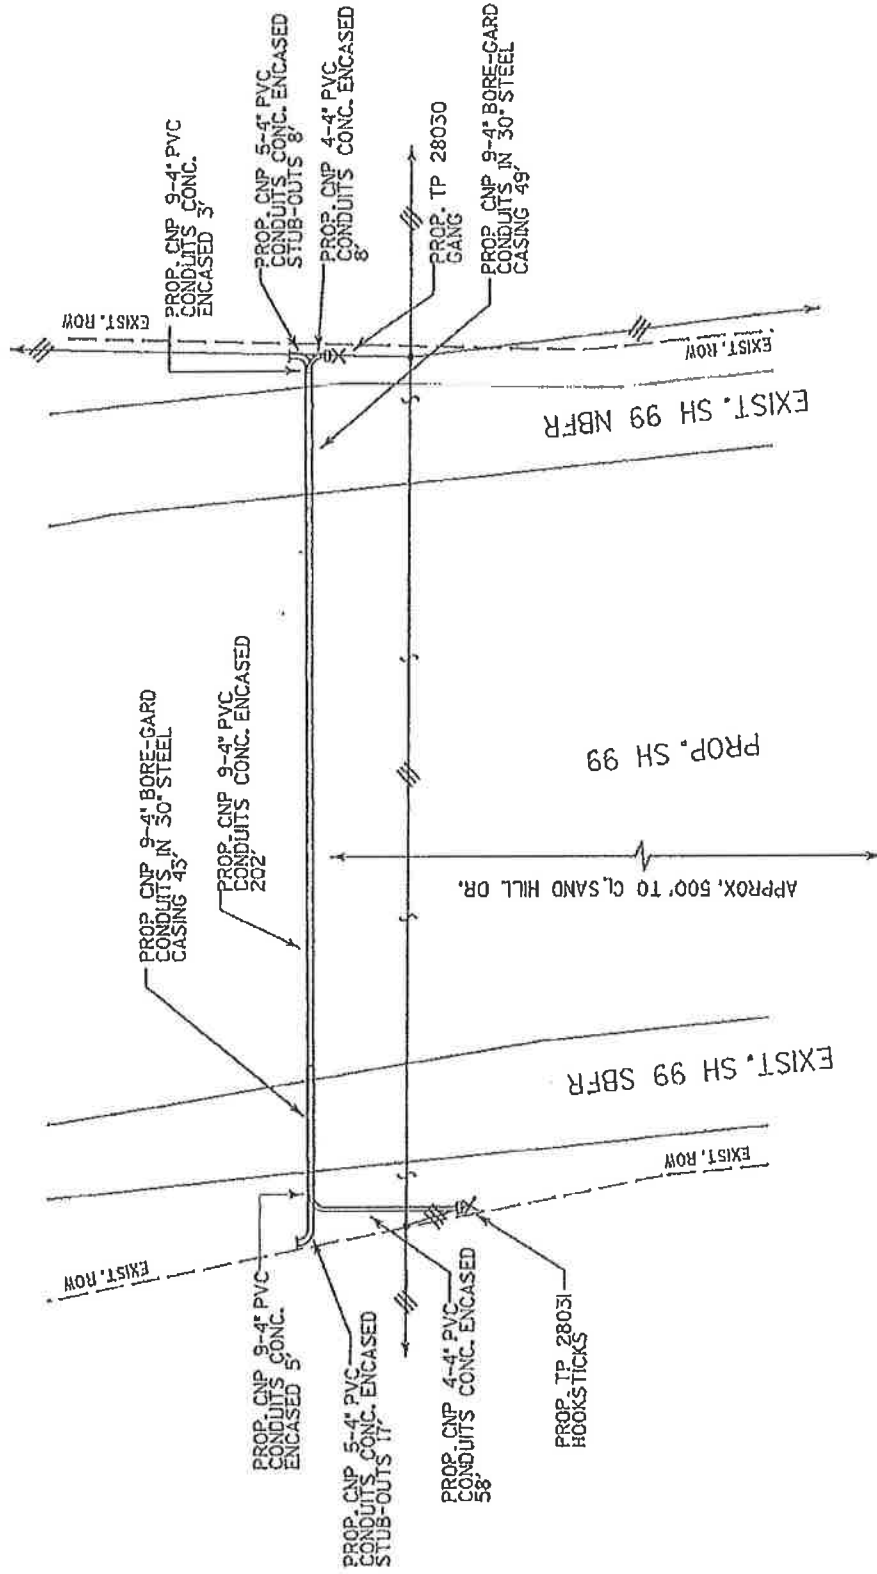 PROP. CNP 9-4" PVC
CONDUITS CONC.
ENCASED 3'
PROP. CNP 5-4" PVC
CONDUITS CONC. ENCASED
STUB-OUTS 8'
PROP. CNP 4-4" PVC
CONDUITS CONC. ENCASED
8'
PROP. TP 28030
GANG
PROP. CNP 9-4" BORE-GARD
CONDUITS IN 30" STEEL
CASING 49'
EXIST. ROW
EXIST. ROW
EXIST. SH 99 NBFR
PROP. CNP 9-4" BORE-GARD
CONDUITS IN 30" STEEL
CASING 43'
PROP. CNP 9-4" PVC
CONDUITS CONC. ENCASED
202'
PROP. SH 99
APPROX. 500' TO CL SAND HILL DR.
EXIST. SH 99 SBFR
EXIST. ROW
EXIST. ROW
PROP. CNP 9-4" PVC
CONDUITS CONC.
ENCASED 5'
PROP. CNP 5-4" PVC
CONDUITS CONC. ENCASED
STUB-OUTS 17'
PROP. CNP 4-4" PVC
CONDUITS CONC. ENCASED
58'
PROP. TP 28031
HOOKSTICKS